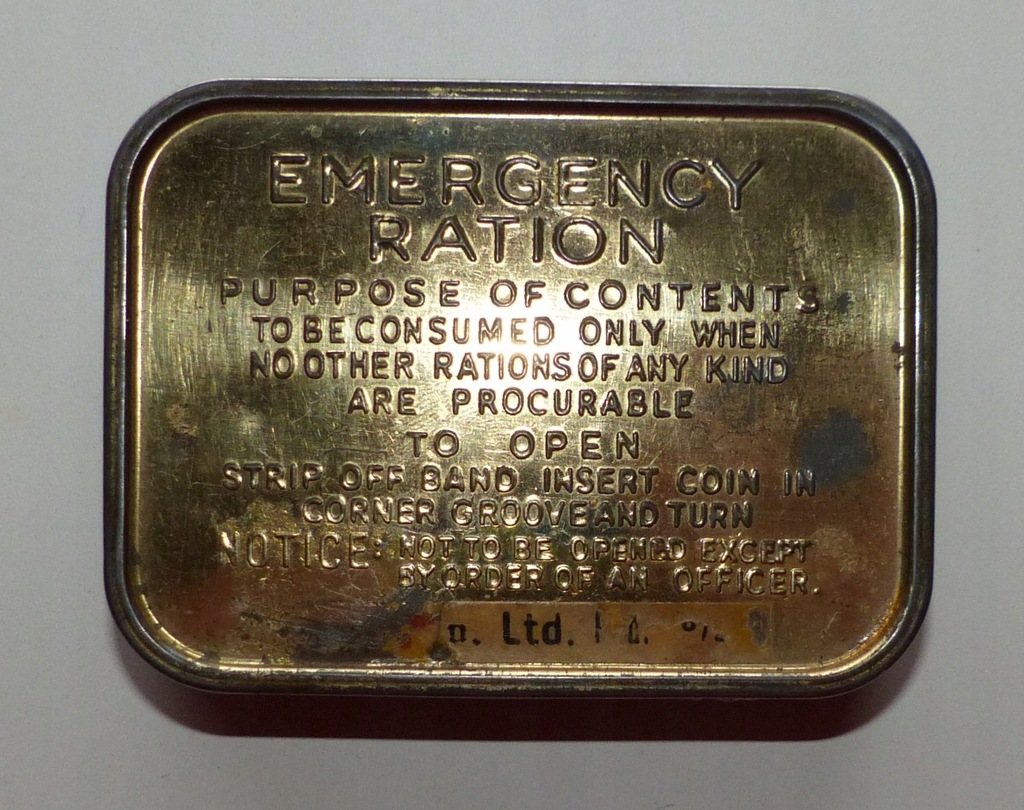 EMERGENCY
RATION
PURPOSE OF CONTENTS
TO BE CONSUMED ONLY WHEN
NO OTHER RATIONS OF ANY KIND
ARE PROCURABLE
TO OPEN
STRIP OFF BAND INSERT COIN IN
CORNER GROOVE AND TURN
NOTICE: NOT TO BE OPENED EXCEPT
BY ORDER OF AN OFFICER.
Ltd.